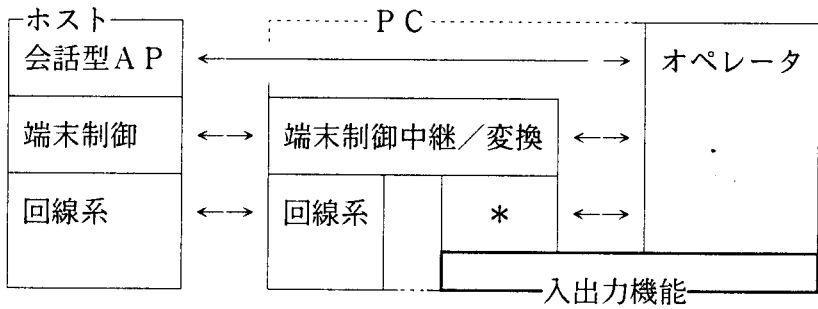 ホスト ＰＣ
会話型ＡＰ オペレータ
端末制御 端末制御中継／変換
回線系 回線系 ＊
入出力機能